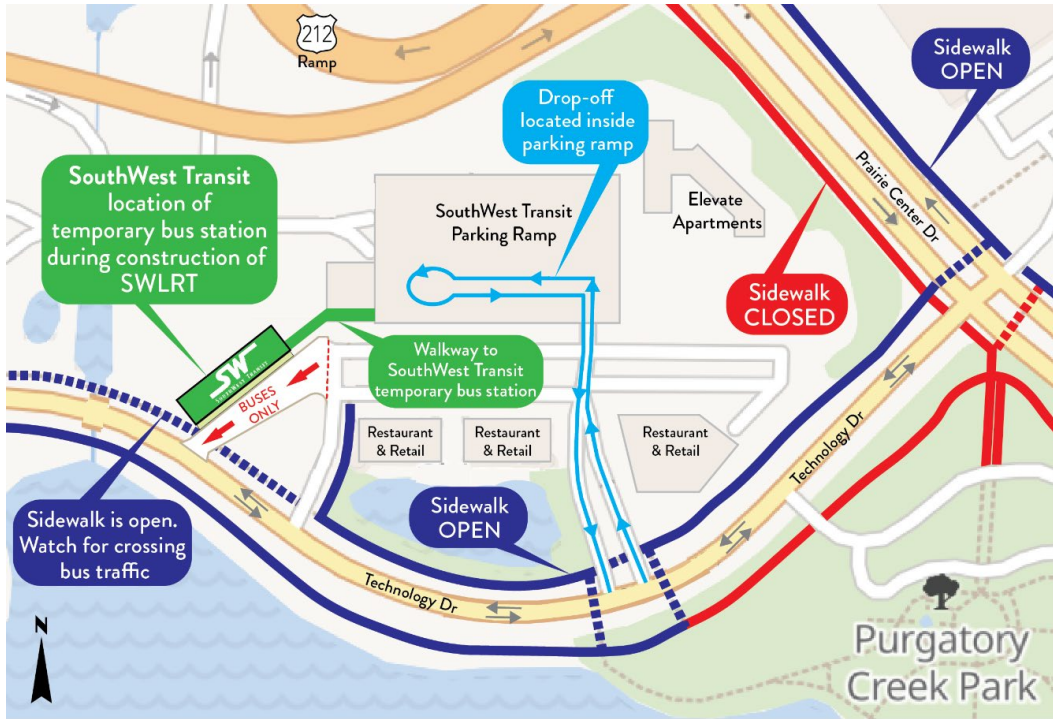 212
Ramp
Sidewalk
OPEN
Drop-off
located inside
parking ramp
SouthWest Transit
location of
temporary bus station
during construction of
SWLRT
SouthWest Transit
Parking Ramp
Elevate
Apartments
Prairie Center Dr
Sidewalk
CLOSED
SW
SOUTHWEST TRANSIT
BUSES
ONLY
Walkway to
SouthWest Transit
temporary bus station
Restaurant
& Retail
Restaurant
& Retail
Restaurant
& Retail
Technology Dr
Sidewalk is open.
Watch for crossing
bus traffic
Sidewalk
OPEN
Technology Dr
N
Purgatory
Creek Park